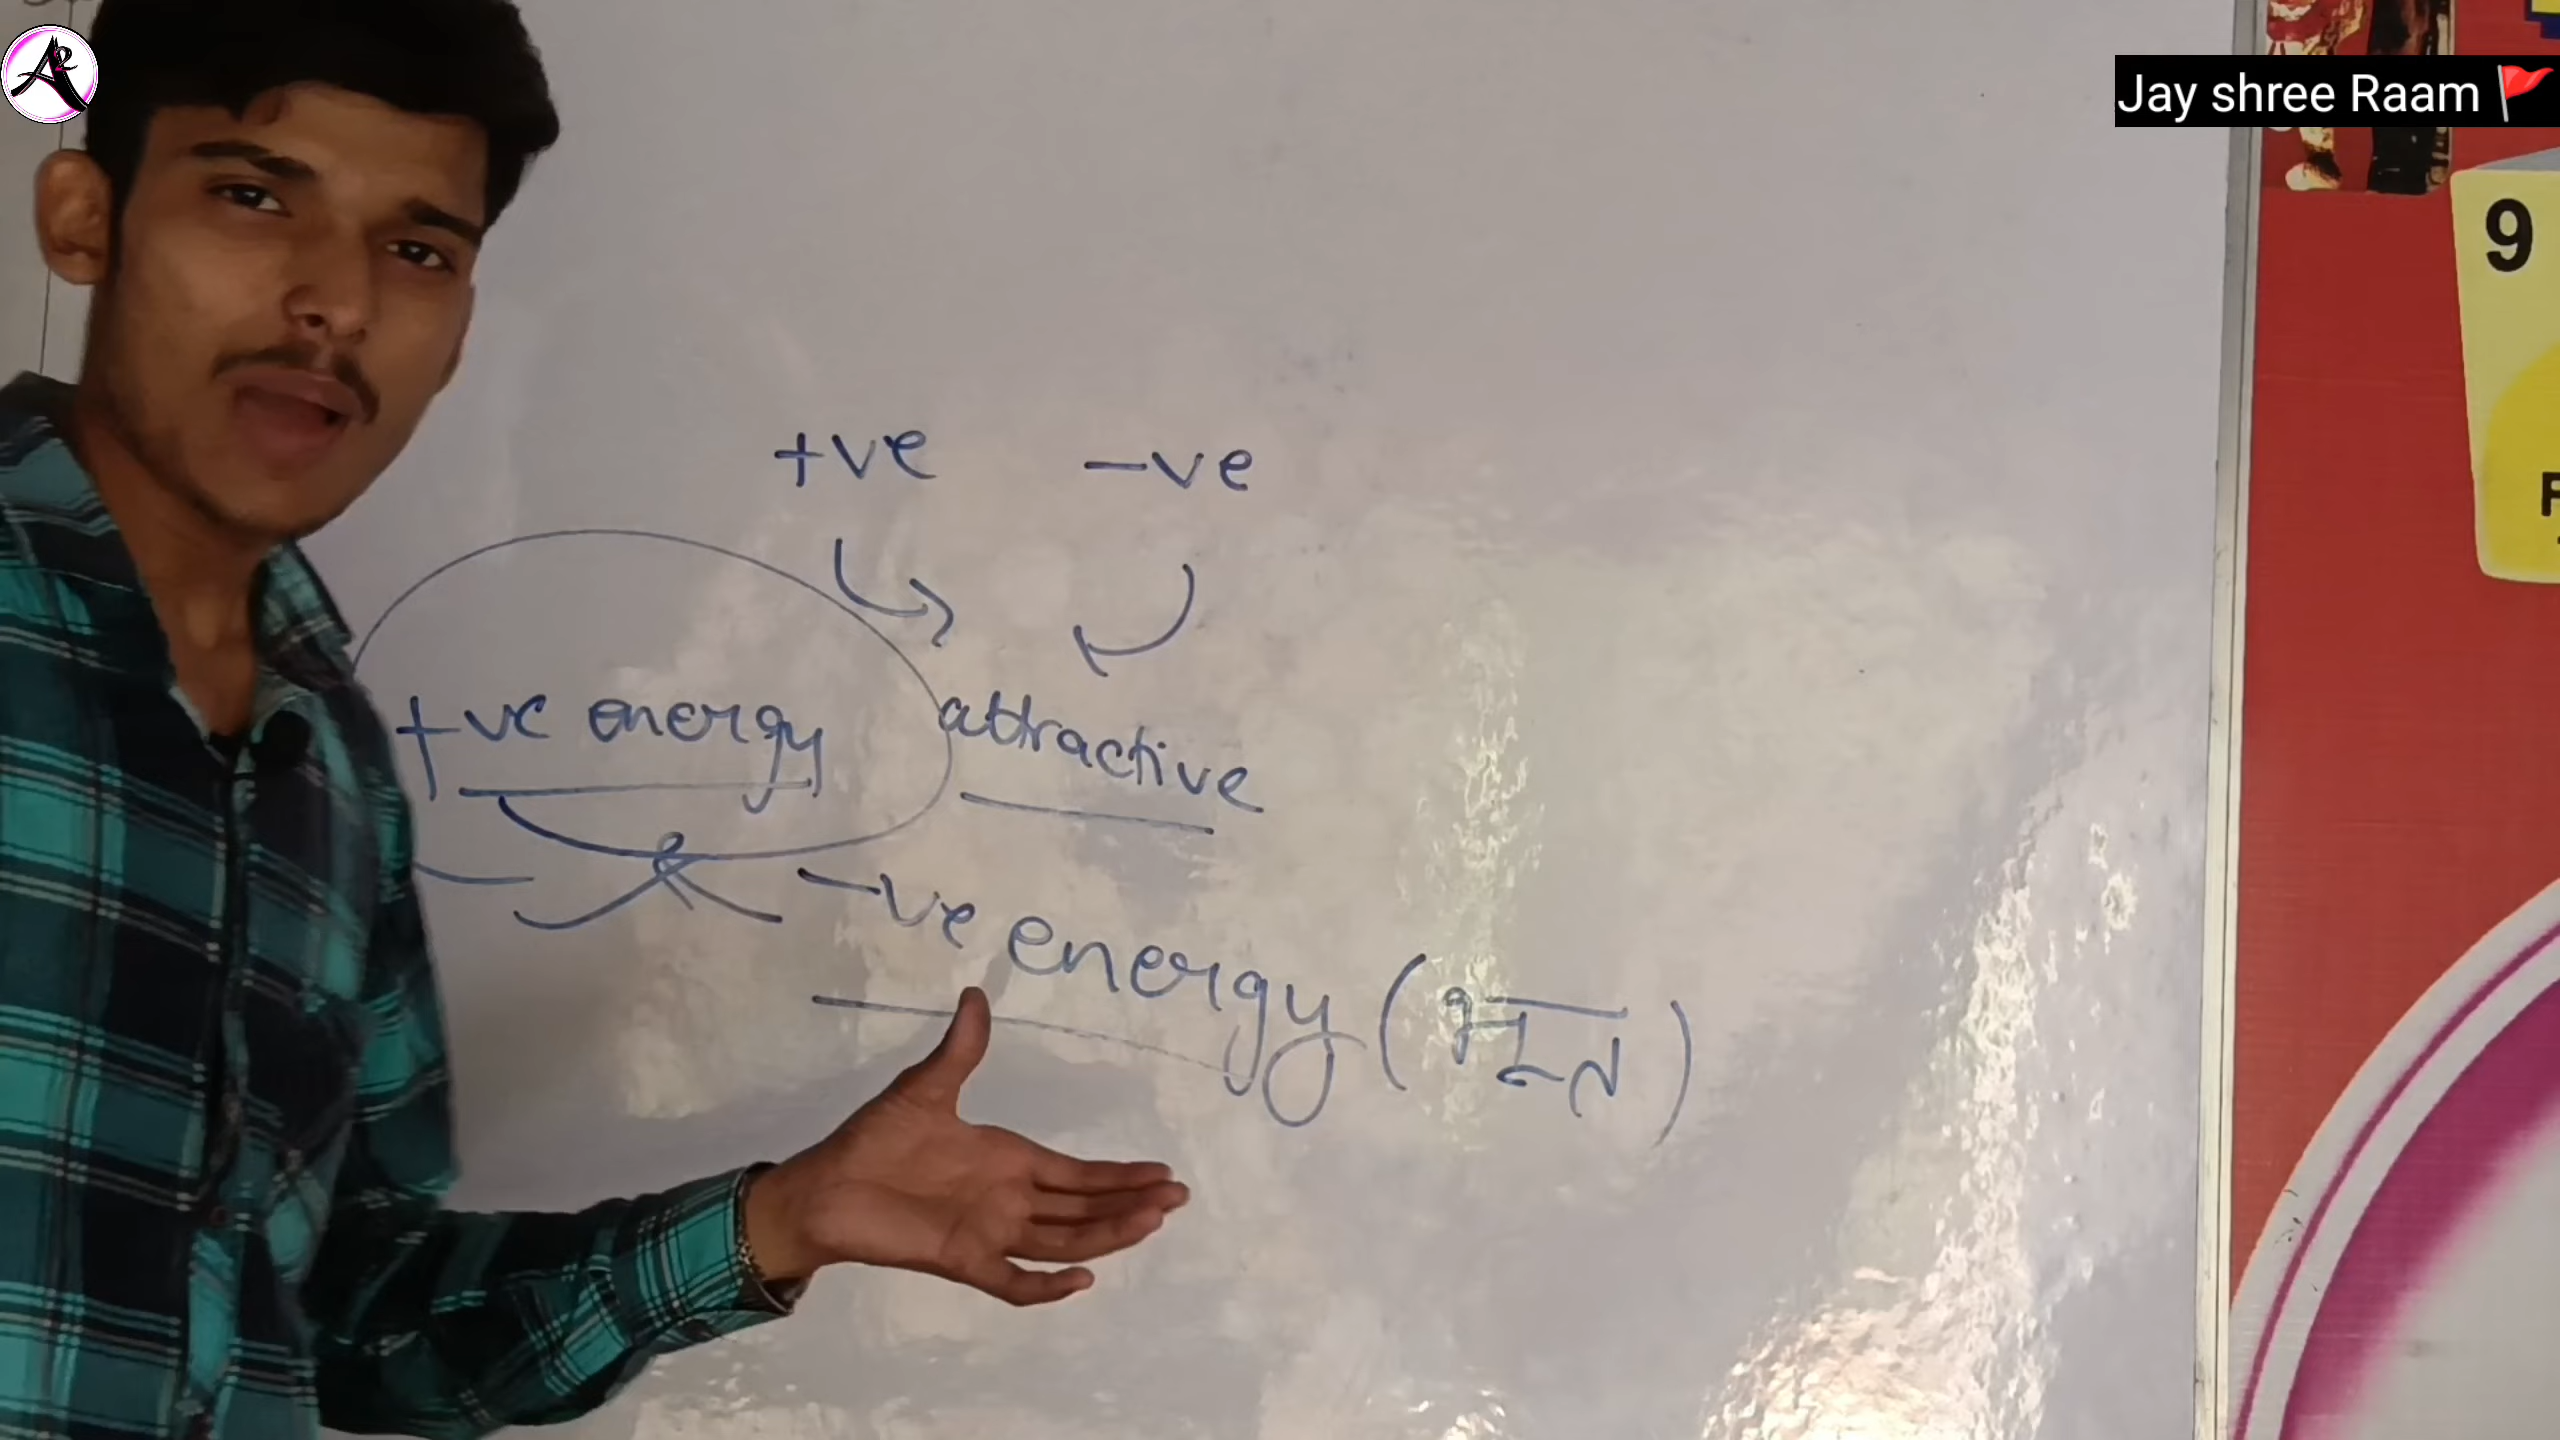 Jay shree Raam 🚩
9
+ve -ve
+ve energy attractive
-ve energy (भूत)